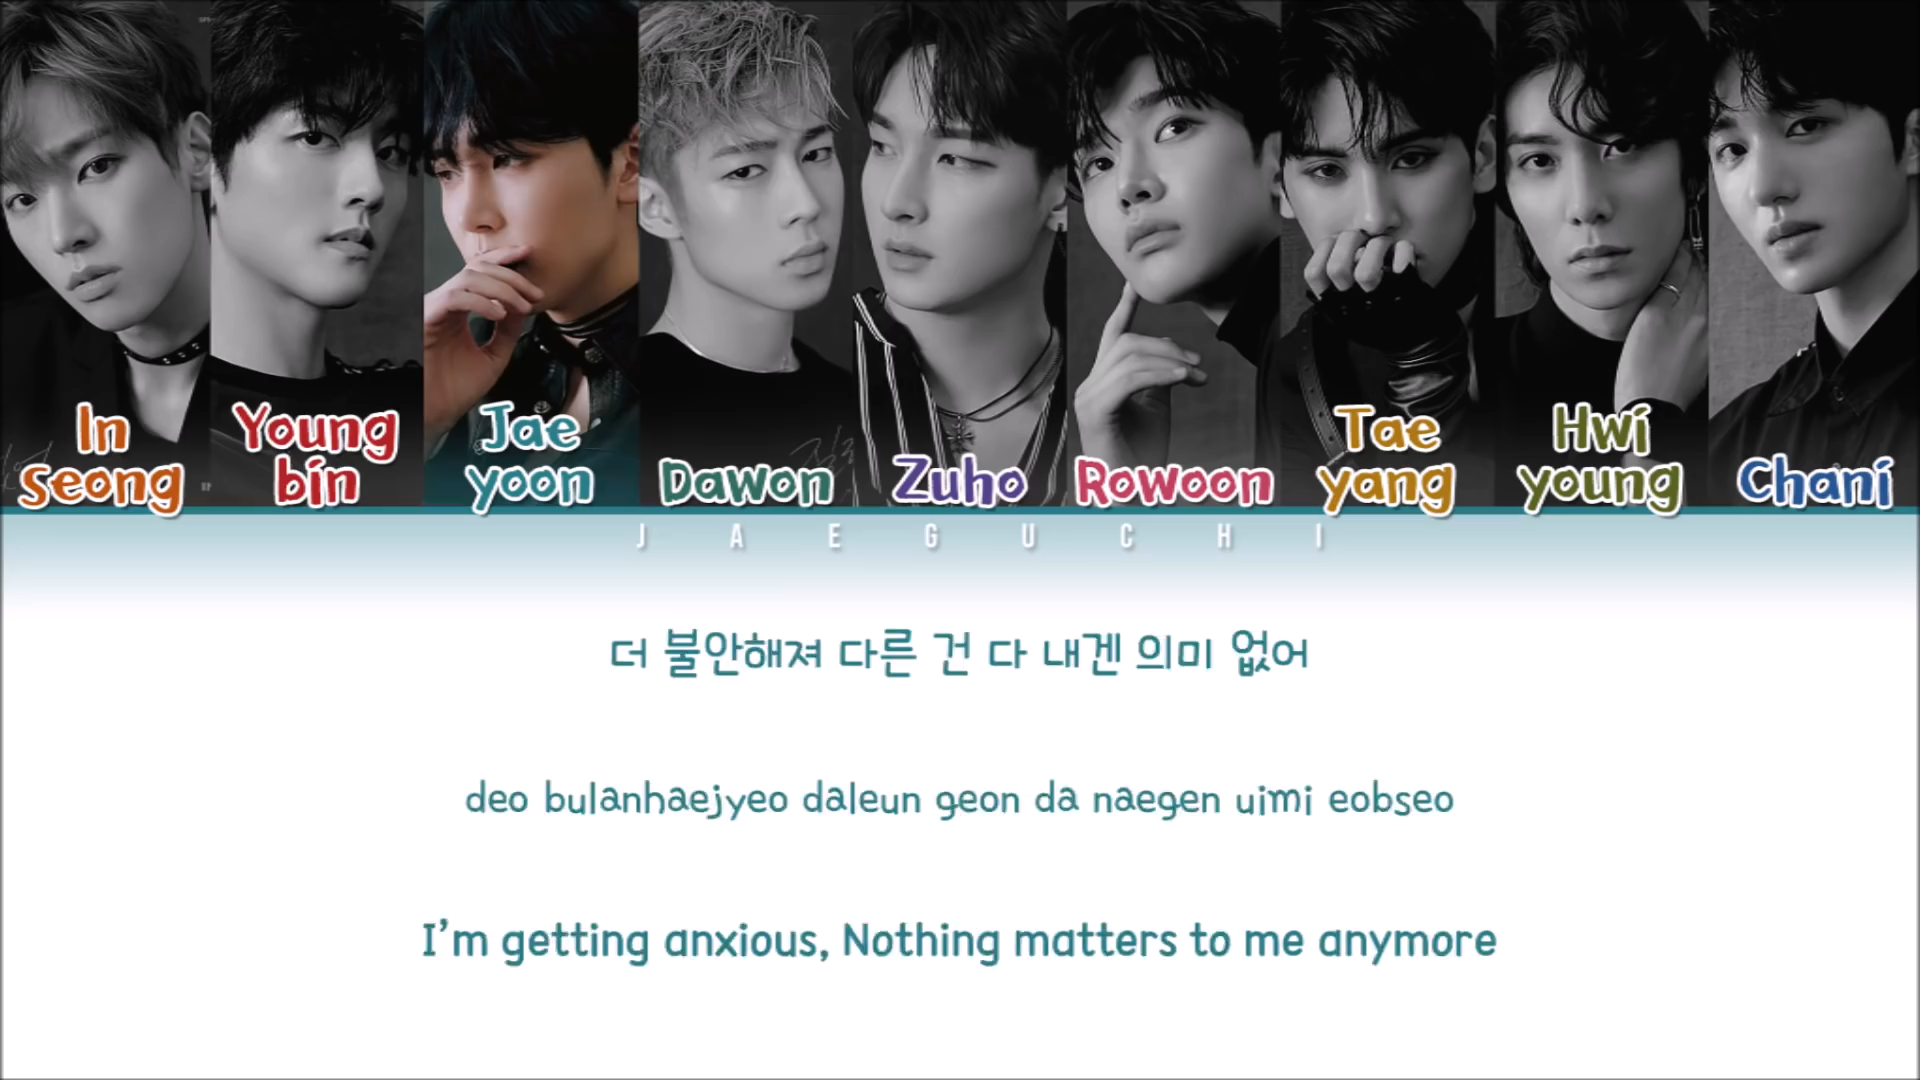 In
seong
Young
bin
Jae
yoon
Dawon
Zuho
Rowoon
Tae
yang
Hwi
young
Chani
JAEGUCHI
더 불안해져 다른 건 다 내겐 의미 없어
deo bulanhaejyeo daleun geon da naegen uimi eobseo
I'm getting anxious, Nothing matters to me anymore